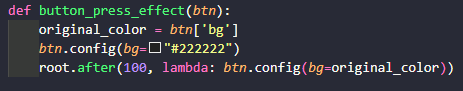 def button_press_effect(btn):
    original_color = btn['bg']
    btn.config(bg="#222222")
    root.after(100, lambda: btn.config(bg=original_color))